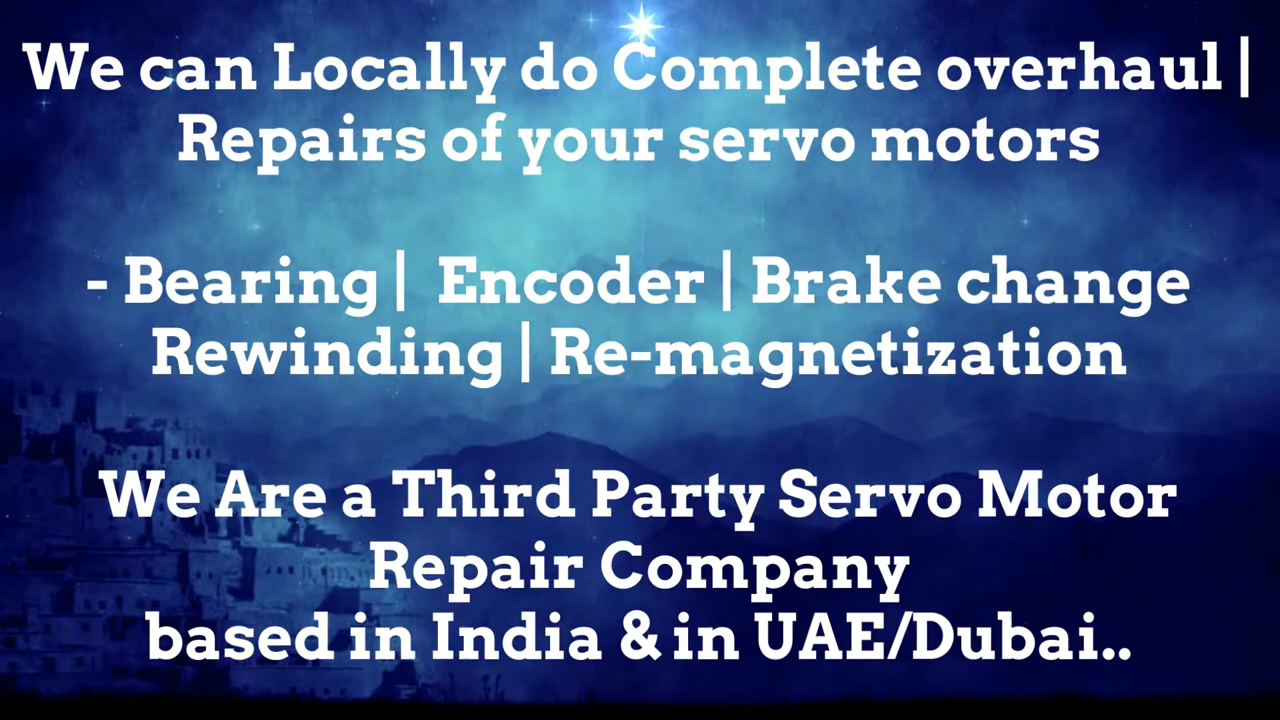 We can Locally do Complete overhaul |
Repairs of your servo motors
- Bearing |  Encoder | Brake change
Rewinding | Re-magnetization
We Are a Third Party Servo Motor
Repair Company
based in India & in UAE/Dubai..